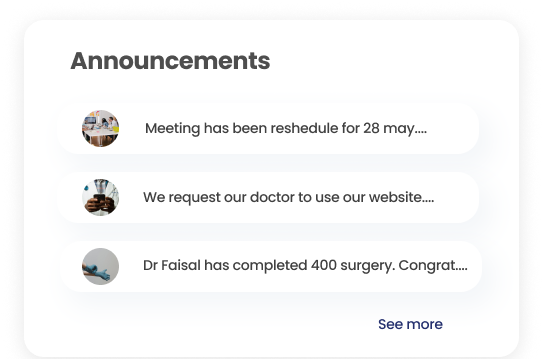 Announcements
Meeting has been reshedule for 28 may....
We request our doctor to use our website....
Dr Faisal has completed 400 surgery. Congrat....
See more